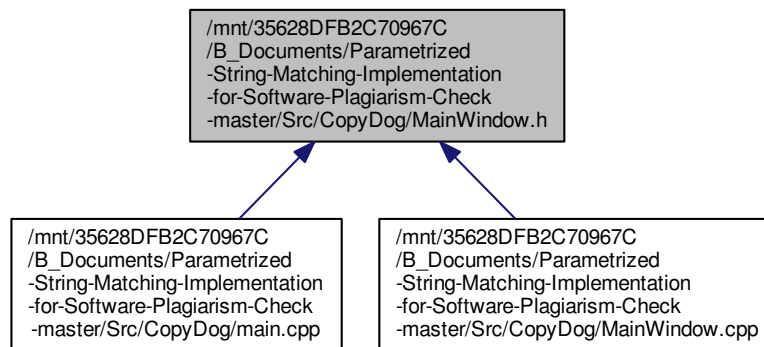 /mnt/35628DFB2C70967C
/B_Documents/Parametrized
-String-Matching-Implementation
-for-Software-Plagiarism-Check
-master/Src/CopyDog/MainWindow.h
/mnt/35628DFB2C70967C
/B_Documents/Parametrized
-String-Matching-Implementation
-for-Software-Plagiarism-Check
-master/Src/CopyDog/main.cpp
/mnt/35628DFB2C70967C
/B_Documents/Parametrized
-String-Matching-Implementation
-for-Software-Plagiarism-Check
-master/Src/CopyDog/MainWindow.cpp